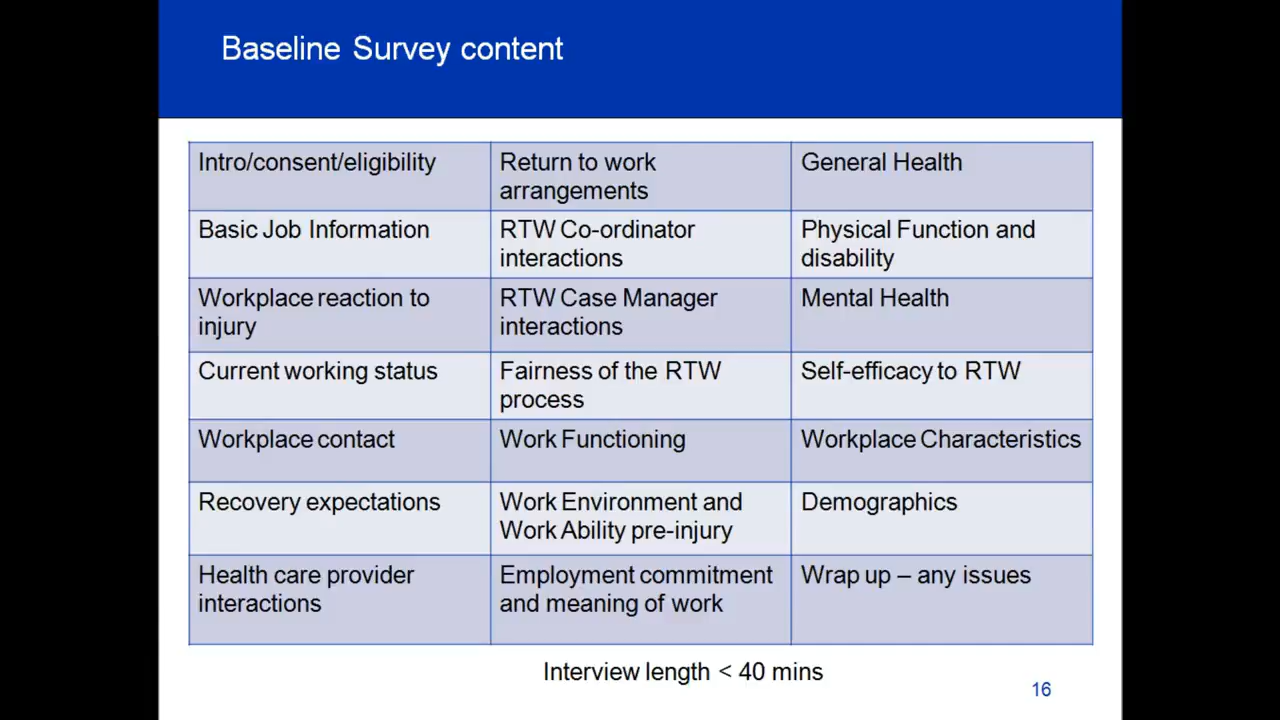 Baseline Survey content
Intro/consent/eligibility
Return to work
arrangements
General Health
Basic Job Information
RTW Co-ordinator
interactions
Physical Function and
disability
Workplace reaction to
injury
RTW Case Manager
interactions
Mental Health
Current working status
Fairness of the RTW
process
Self-efficacy to RTW
Workplace contact
Work Functioning
Workplace Characteristics
Recovery expectations
Work Environment and
Work Ability pre-injury
Demographics
Health care provider
interactions
Employment commitment
and meaning of work
Wrap up – any issues
Interview length < 40 mins
16